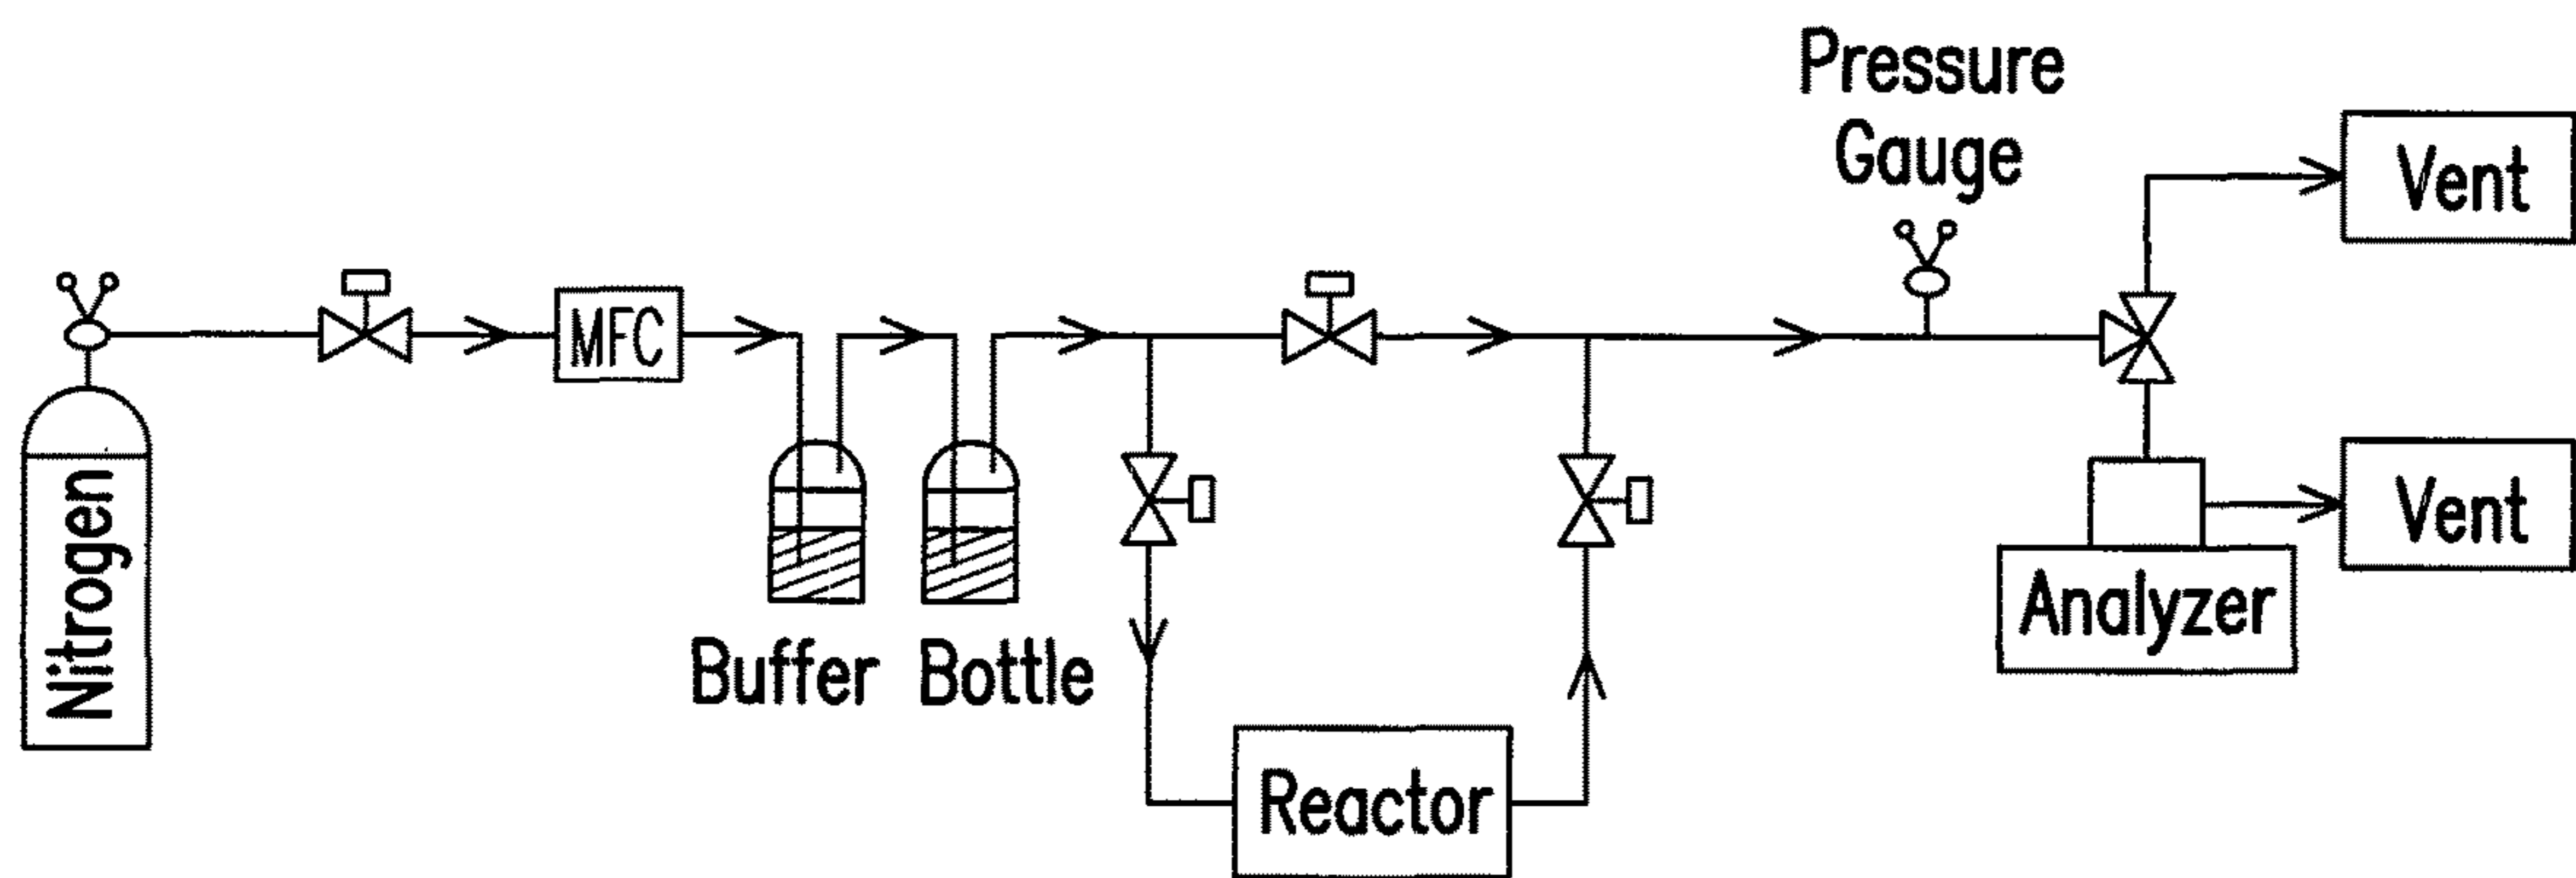 Pressure
Gauge
Vent
MFC
Nitrogen
Vent
Analyzer
Buffer Bottle
Reactor